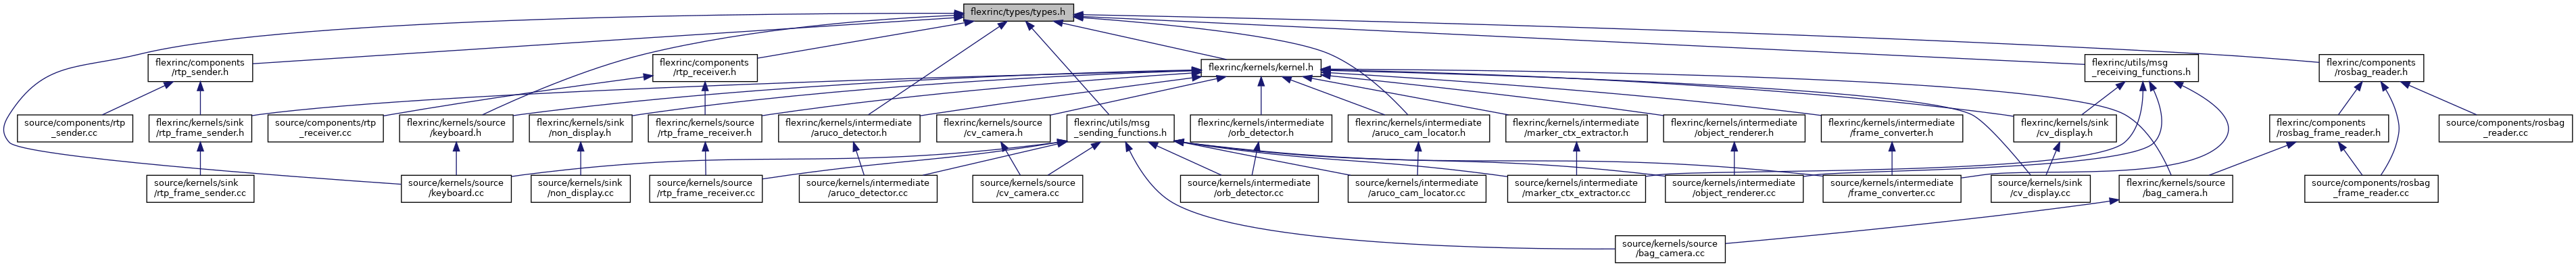 flexrinc/types/types.h
flexrinc/components
/rtp_sender.h
flexrinc/components
/rtp_receiver.h
flexrinc/kernels/kernel.h
flexrinc/utils/msg
_receiving_functions.h
flexrinc/components
/rosbag_reader.h
source/components/rtp
_sender.cc
flexrinc/kernels/sink
/rtp_frame_sender.h
source/components/rtp
_receiver.cc
flexrinc/kernels/source
/keyboard.h
flexrinc/kernels/sink
/non_display.h
flexrinc/kernels/source
/rtp_frame_receiver.h
flexrinc/kernels/intermediate
/aruco_detector.h
flexrinc/kernels/source
/cv_camera.h
flexrinc/utils/msg
_sending_functions.h
flexrinc/kernels/intermediate
/orb_detector.h
flexrinc/kernels/intermediate
/aruco_cam_locator.h
flexrinc/kernels/intermediate
/marker_ctx_extractor.h
flexrinc/kernels/intermediate
/object_renderer.h
flexrinc/kernels/intermediate
/frame_converter.h
flexrinc/kernels/sink
/cv_display.h
flexrinc/components
/rosbag_frame_reader.h
source/components/rosbag
_reader.cc
source/kernels/sink
/rtp_frame_sender.cc
source/kernels/source
/keyboard.cc
source/kernels/sink
/non_display.cc
source/kernels/source
/rtp_frame_receiver.cc
source/kernels/intermediate
/aruco_detector.cc
source/kernels/source
/cv_camera.cc
source/kernels/intermediate
/orb_detector.cc
source/kernels/intermediate
/aruco_cam_locator.cc
source/kernels/intermediate
/marker_ctx_extractor.cc
source/kernels/intermediate
/object_renderer.cc
source/kernels/intermediate
/frame_converter.cc
source/kernels/sink
/cv_display.cc
flexrinc/kernels/source
/bag_camera.h
source/components/rosbag
_frame_reader.cc
source/kernels/source
/bag_camera.cc